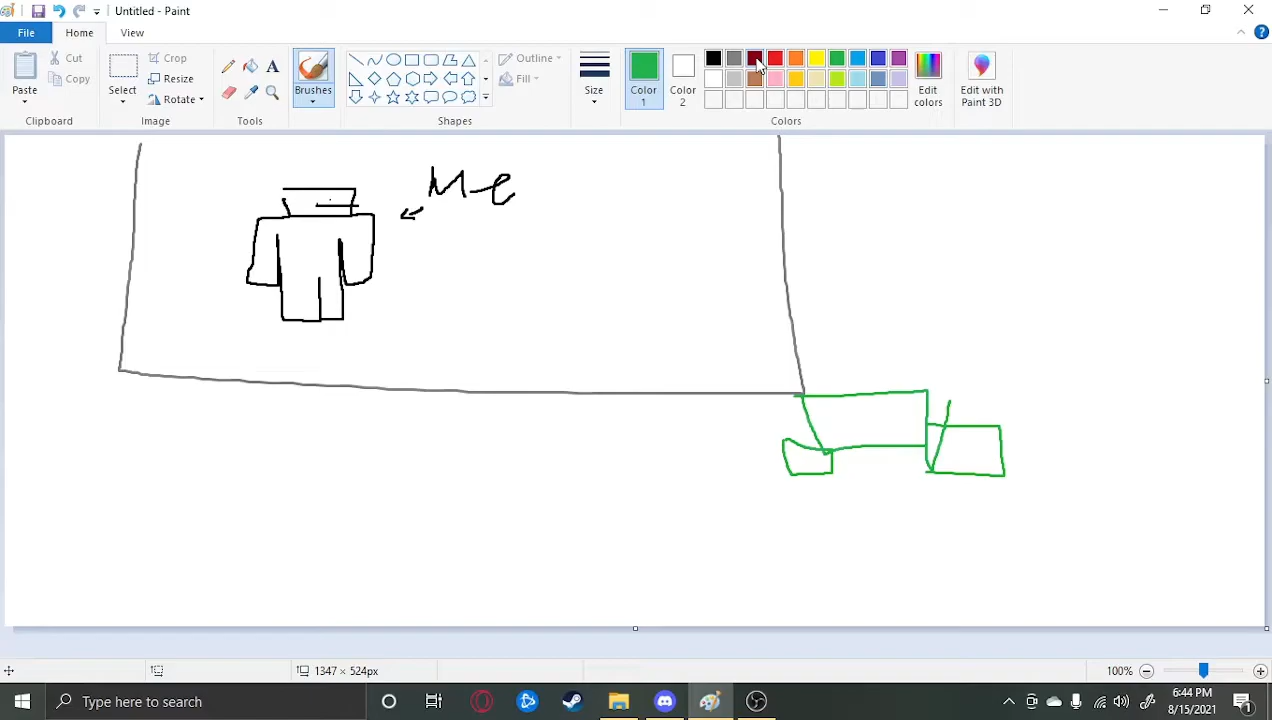 Untitled - Paint
File
Home
View
Paste
Cut
Copy
Clipboard
Select
Crop
Resize
Rotate
Image
A
Tools
Brushes
Outline
Fill
Shapes
Size
Color 1
Color 2
Colors
Edit colors
Edit with Paint 3D
Me
1347 × 524px
100%
Type here to search
6:44 PM
8/15/2021
1